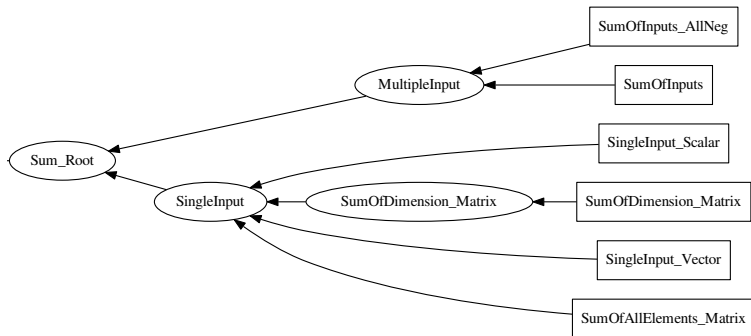 SumOfInputs_AllNeg
MultipleInput
SumOfInputs
Sum_Root
SingleInput_Scalar
SingleInput
SumOfDimension_Matrix
SumOfDimension_Matrix
SingleInput_Vector
SumOfAllElements_Matrix